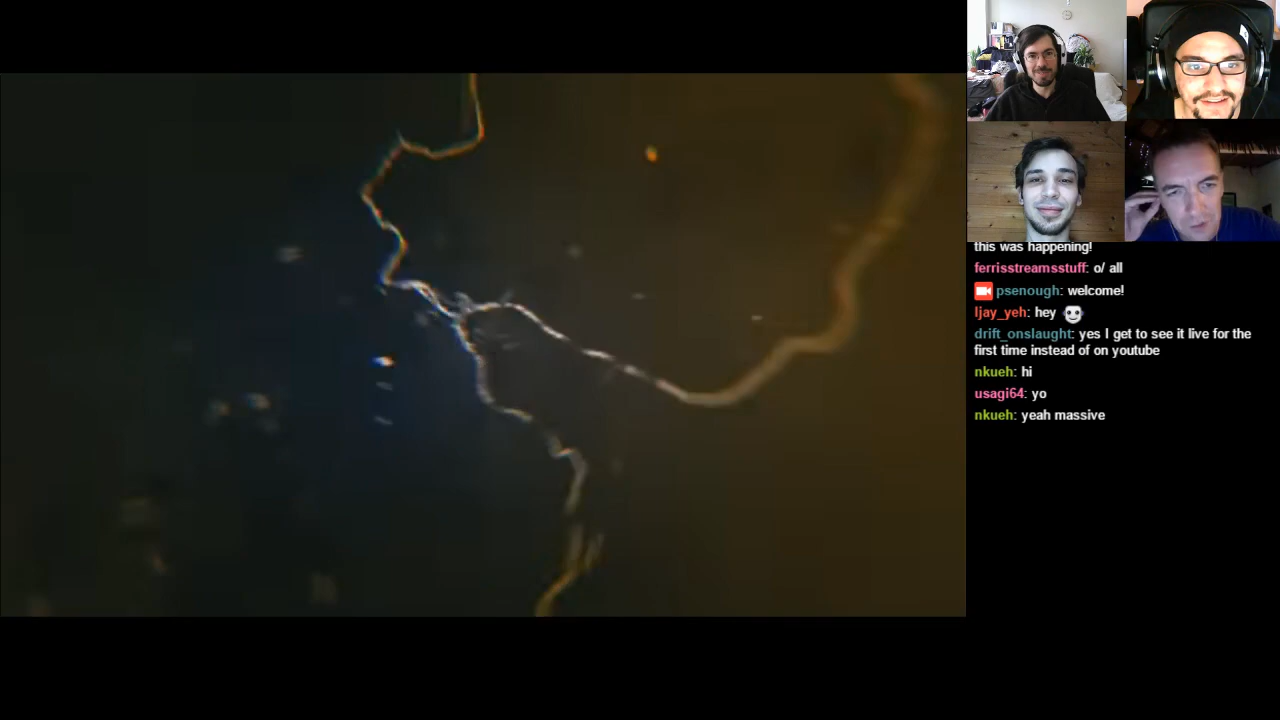 this was happening!
ferrisstreamsstuff: o/ all
psenough: welcome!
ljay_yeh: hey
drift_onslaught: yes I get to see it live for the
first time instead of on youtube
nkueh: hi
usagi64: yo
nkueh: yeah massive